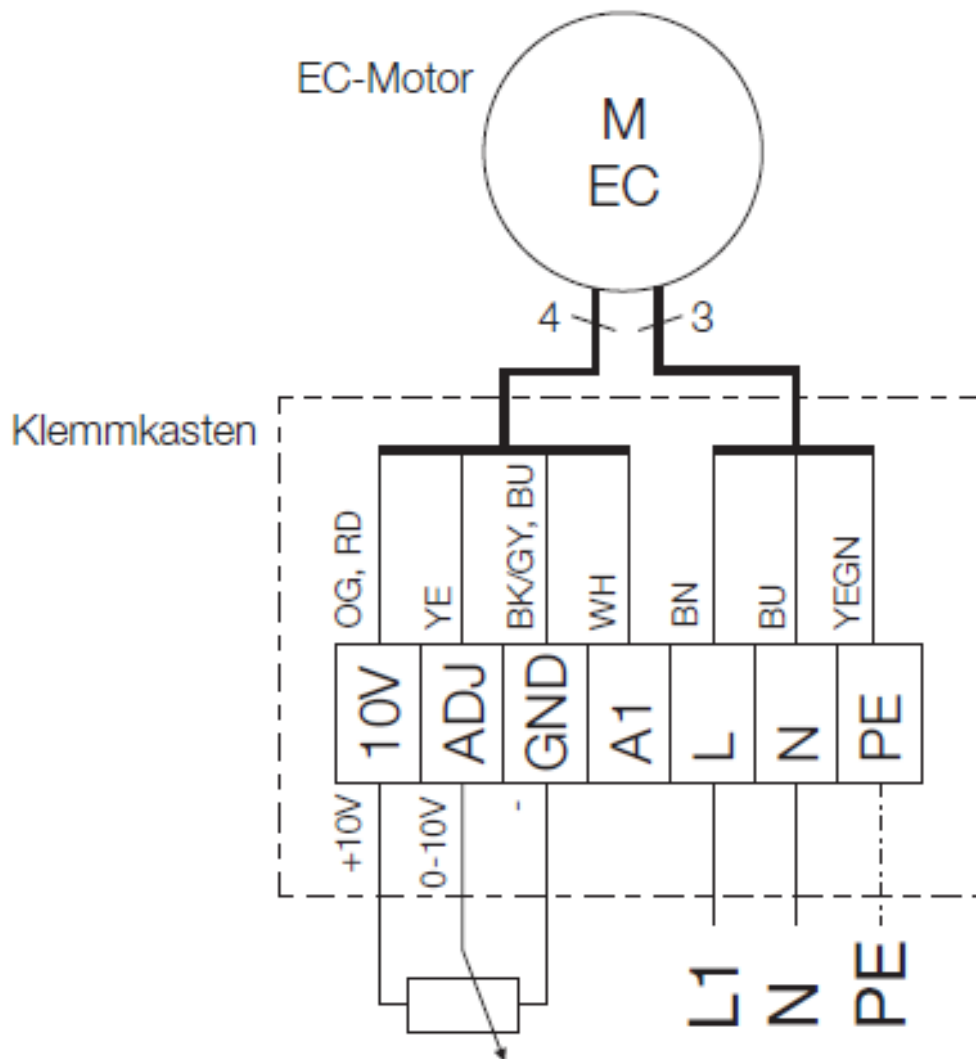 EC-Motor
M
EC
4
3
Klemmkasten
OG, RD
YE
BK/GY, BU
WH
BN
BU
YEGN
10V
ADJ
GND
A1
L
N
PE
+10V
0-10V
-
L1
N
PE